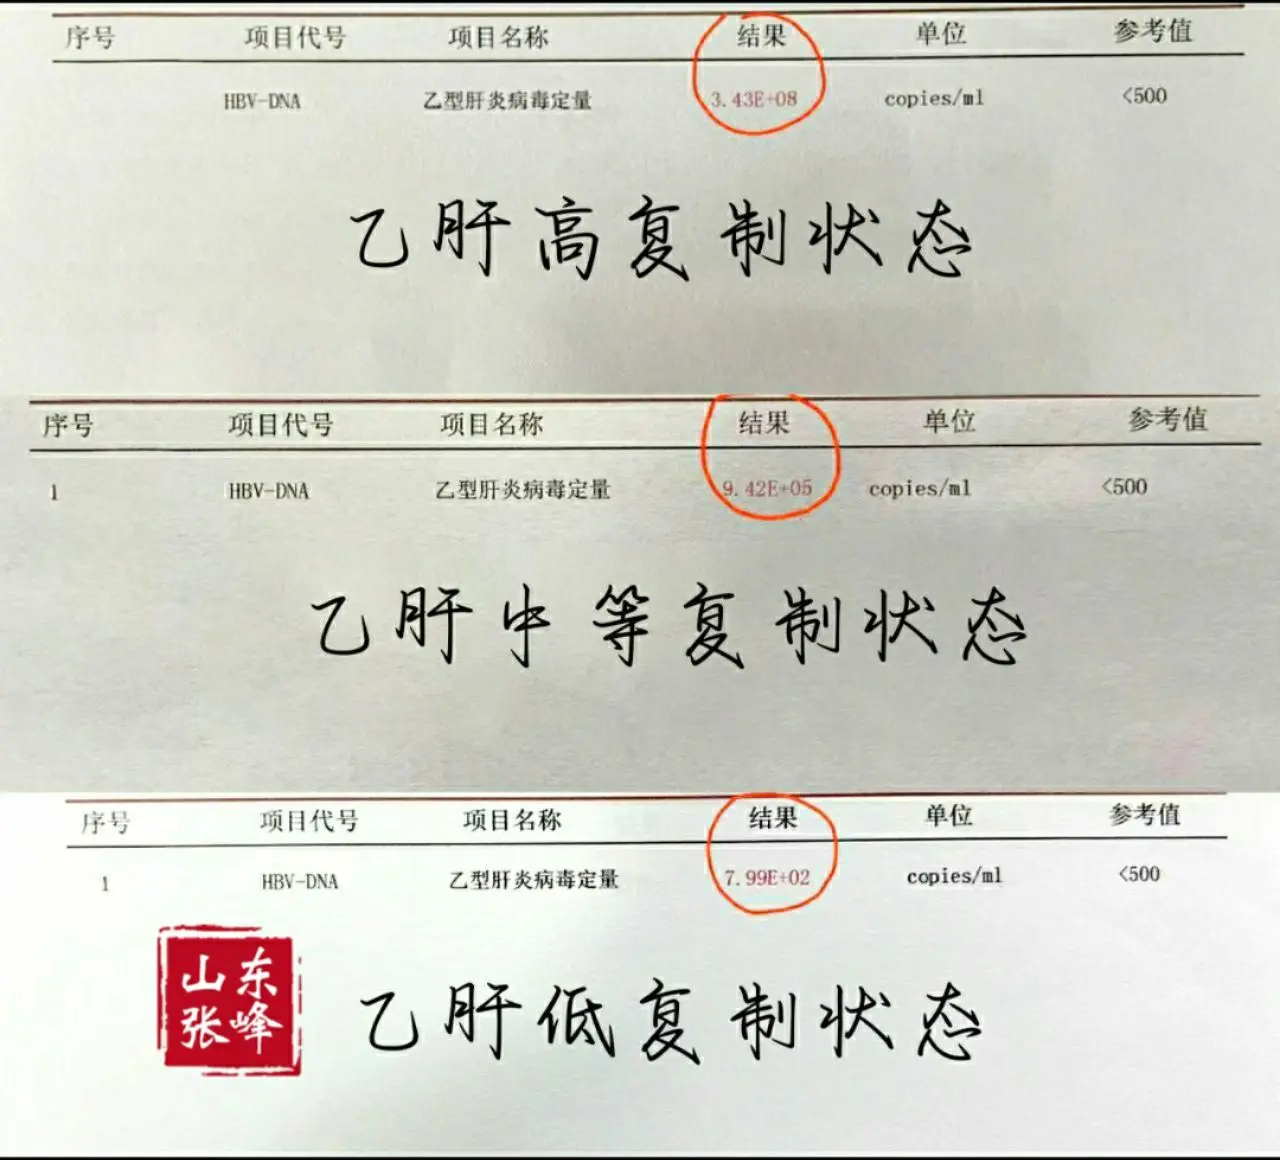 序号 项目代号 项目名称 结果 单位 参考值
HBV-DNA 乙型肝炎病毒定量 3.43E+08 copies/ml <500
乙肝高复制状态
序号 项目代号 项目名称 结果 单位 参考值
1 HBV-DNA 乙型肝炎病毒定量 9.42E+05 copies/ml <500
乙肝中等复制状态
序号 项目代号 项目名称 结果 单位 参考值
1 HBV-DNA 乙型肝炎病毒定量 7.99E+02 copies/ml <500
山东
张峰
乙肝低复制状态